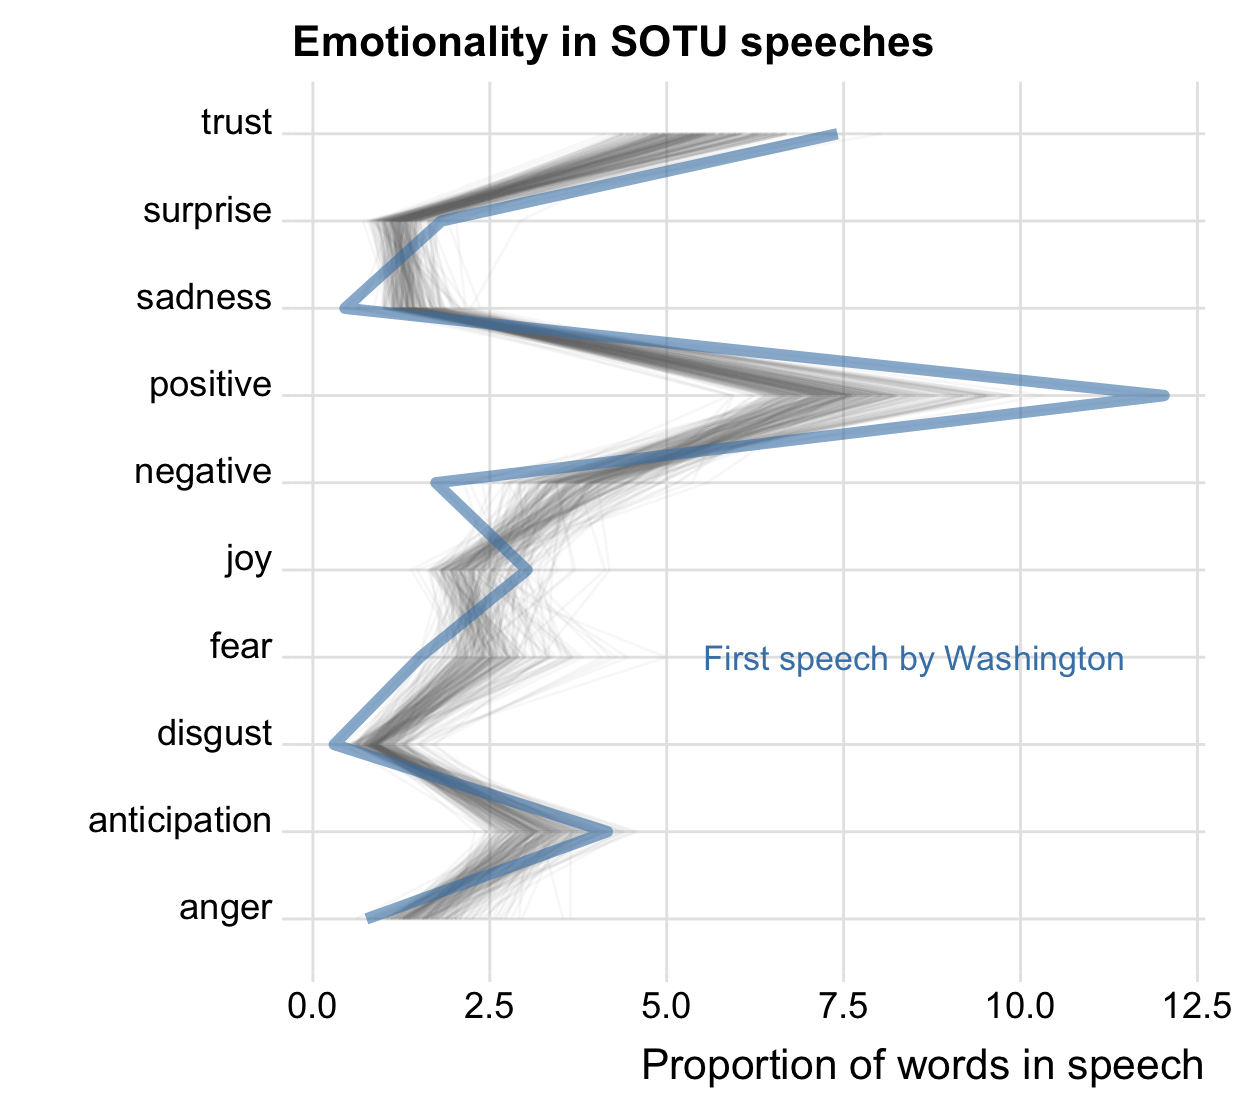 Emotionality in SOTU speeches
trust
surprise
sadness
positive
negative
joy
fear
First speech by Washington
disgust
anticipation
anger
0.0 2.5 5.0 7.5 10.0 12.5
Proportion of words in speech